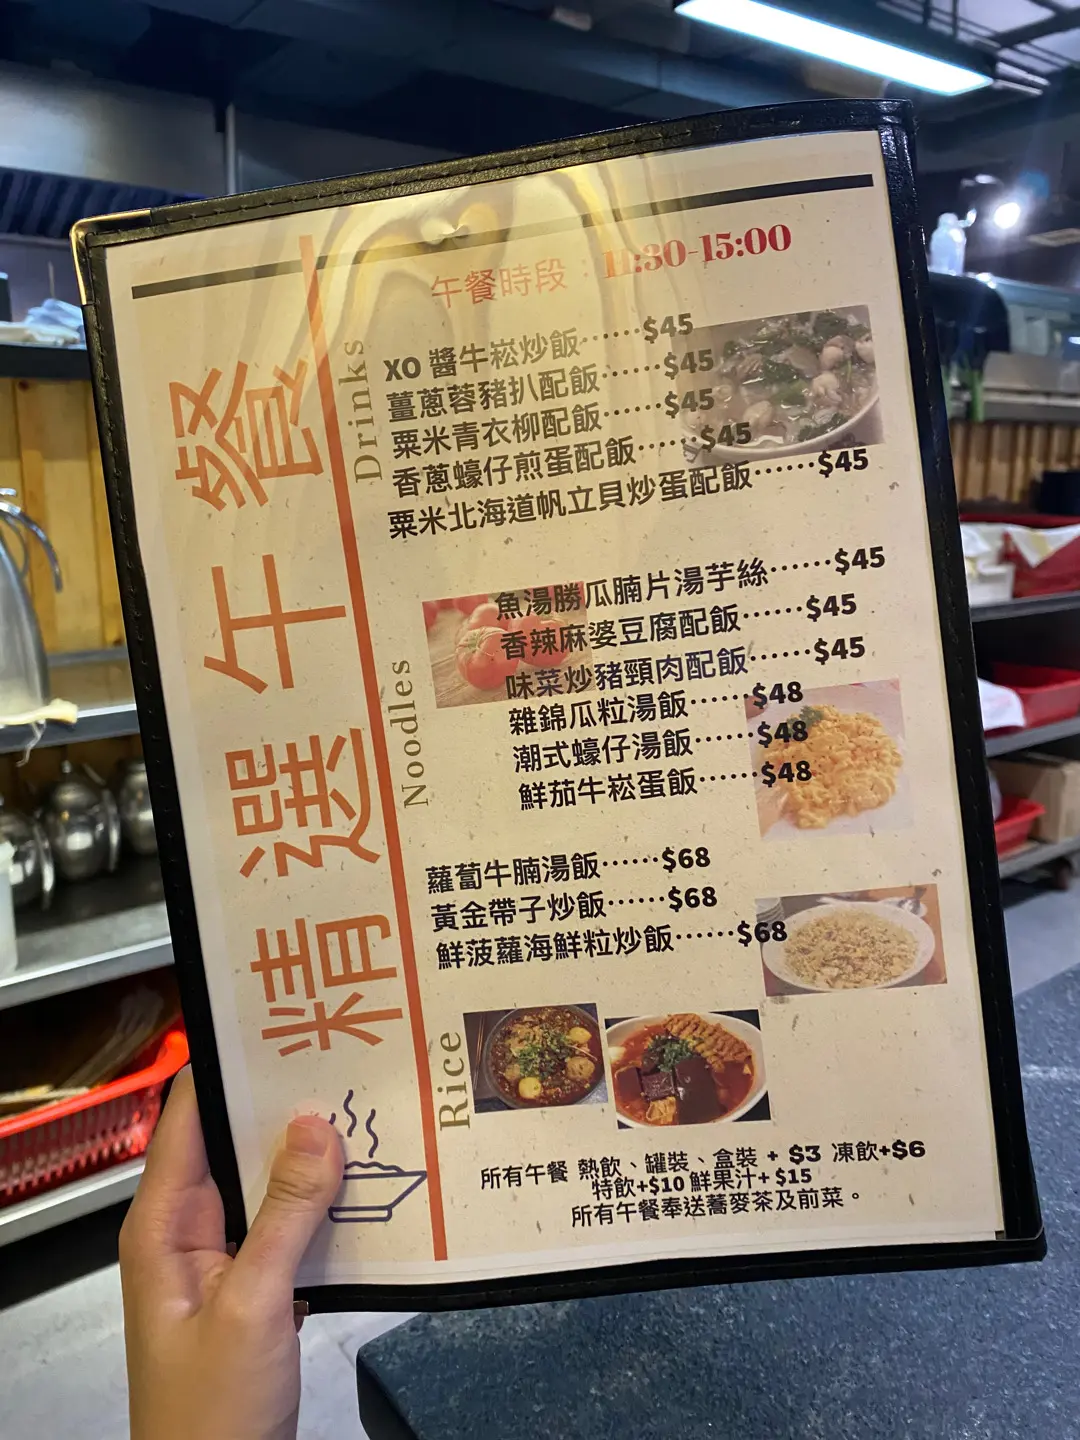 精選午餐
午餐時段：11:30-15:00
Drinks
XO 醬牛崧炒飯······$45
薑蔥蓉豬扒配飯······$45
粟米青衣柳配飯······$45
香蔥蠔仔煎蛋配飯······$45
粟米北海道帆立貝炒蛋配飯······$45
Noodles
魚湯勝瓜腩片湯芋絲······$45
香辣麻婆豆腐配飯······$45
味菜炒豬頸肉配飯······$45
雜錦瓜粒湯飯······$48
潮式蠔仔湯飯······$48
鮮茄牛崧蛋飯······$48
蘿蔔牛腩湯飯······$68
黃金帶子炒飯······$68
鮮菠蘿海鮮粒炒飯······$68
Rice
所有午餐 熱飲、罐裝、盒裝 + $3 凍飲+$6
特飲+$10 鮮果汁+ $15
所有午餐奉送蕎麥茶及前菜。